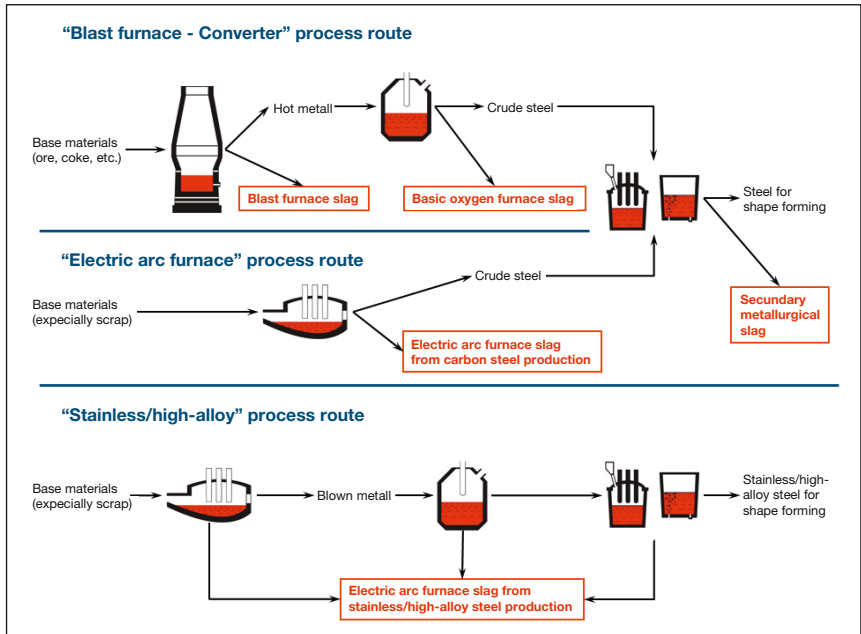 “Blast furnace - Converter” process route
Hot metall
Crude steel
Base materials
(ore, coke, etc.)
Blast furnace slag
Basic oxygen furnace slag
Steel for
shape forming
“Electric arc furnace” process route
Crude steel
Base materials
(expecially scrap)
Electric arc furnace slag
from carbon steel production
Secundary
metallurgical
slag
“Stainless/high-alloy” process route
Base materials
(expecially scrap)
Blown metall
Stainless/high-
alloy steel for
shape forming
Electric arc furnace slag from
stainless/high-alloy steel production